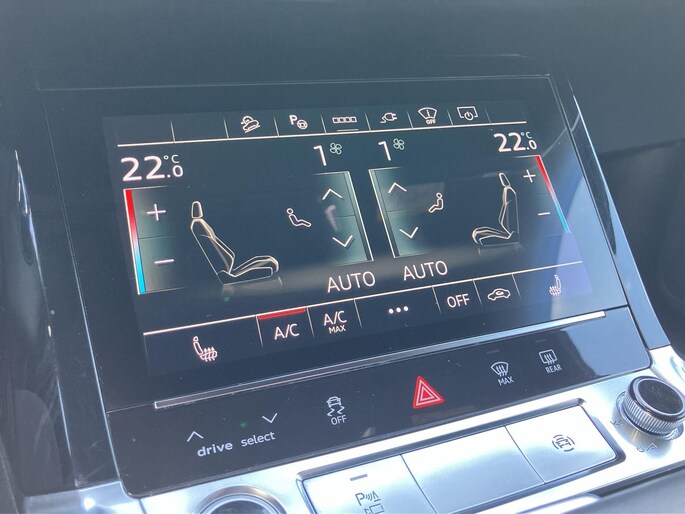 P OFF
22.0 °C 1 1 22.0 °C
+ +
− −
AUTO AUTO
A/C A/C MAX ••• OFF
MAX REAR
drive select OFF
P